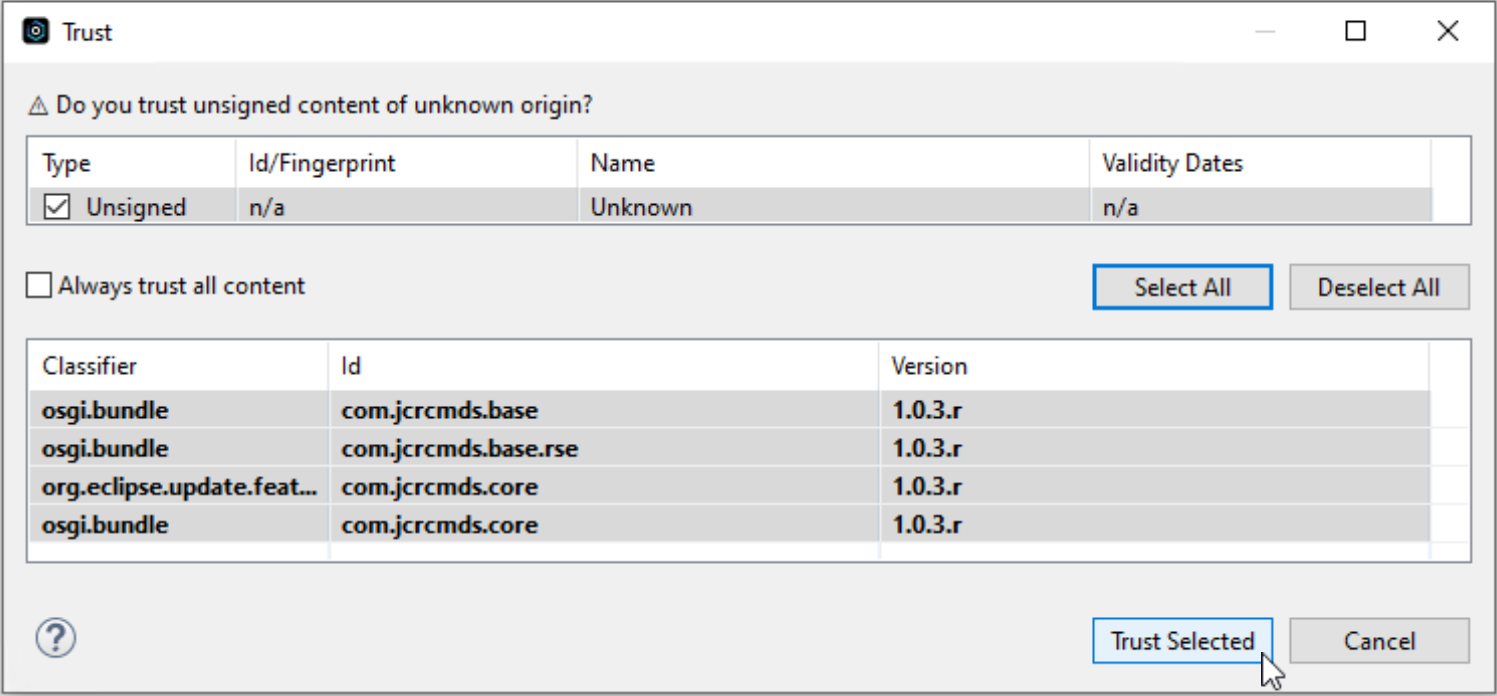 Trust
Do you trust unsigned content of unknown origin?
Type Id/Fingerprint Name Validity Dates
Unsigned n/a Unknown n/a
Always trust all content Select All Deselect All
Classifier Id Version
osgi.bundle com.jcrcmds.base 1.0.3.r
osgi.bundle com.jcrcmds.base.rse 1.0.3.r
org.eclipse.update.feat... com.jcrcmds.core 1.0.3.r
osgi.bundle com.jcrcmds.core 1.0.3.r
? Trust Selected Cancel